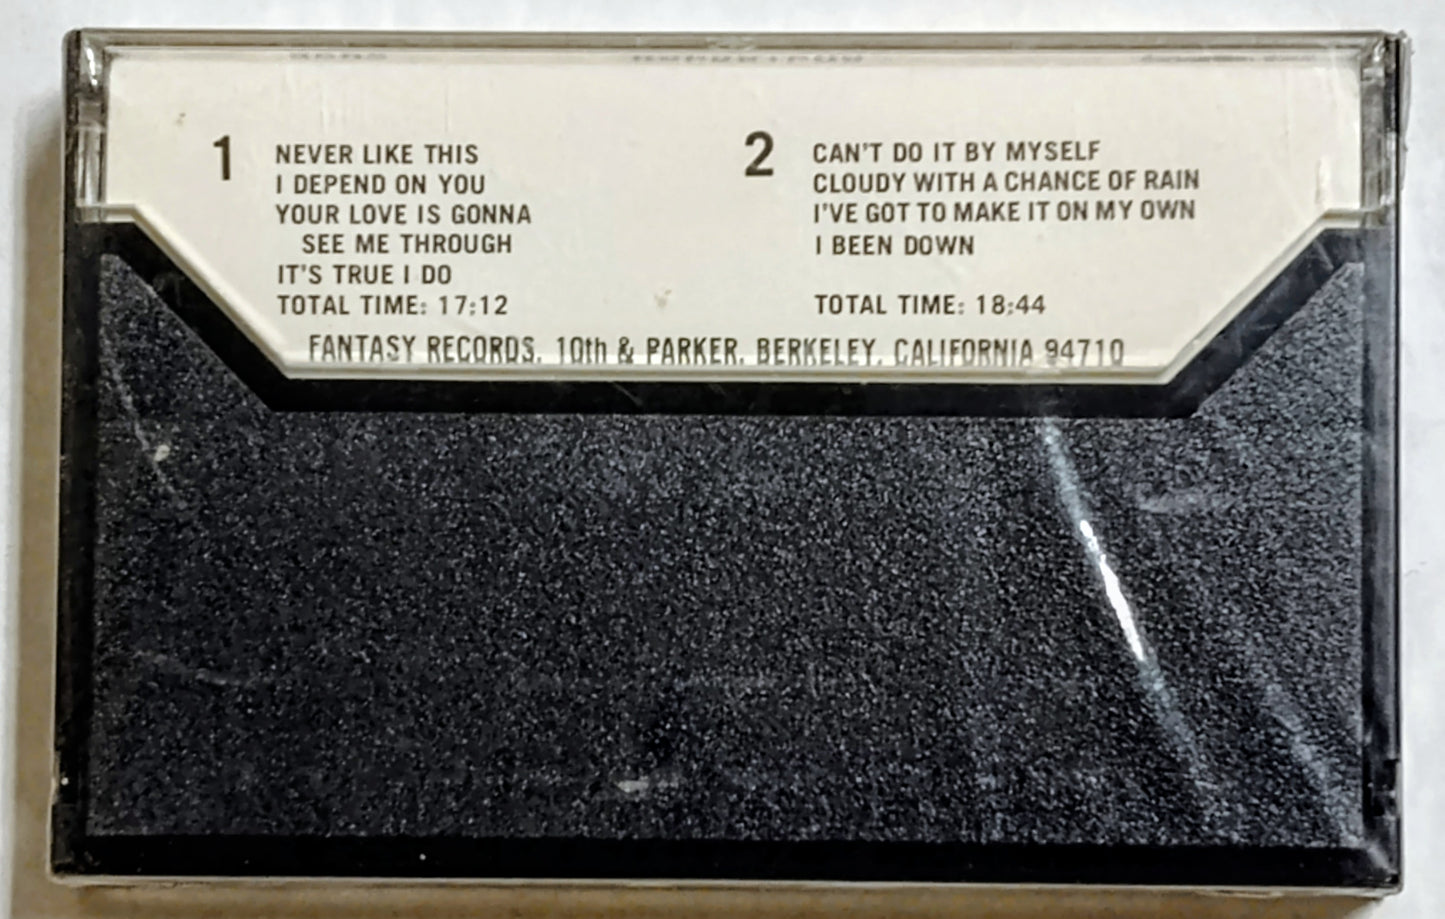 1
NEVER LIKE THIS
I DEPEND ON YOU
YOUR LOVE IS GONNA
SEE ME THROUGH
IT'S TRUE I DO
TOTAL TIME: 17:12
2
CAN'T DO IT BY MYSELF
CLOUDY WITH A CHANCE OF RAIN
I'VE GOT TO MAKE IT ON MY OWN
I BEEN DOWN
TOTAL TIME: 18:44
FANTASY RECORDS, 10th & PARKER, BERKELEY, CALIFORNIA 94710